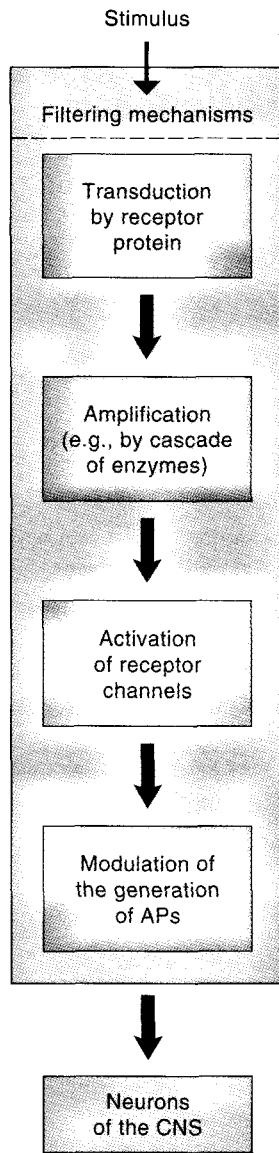 Stimulus
Filtering mechanisms
Transduction
by receptor
protein
Amplification
(e.g., by cascade
of enzymes)
Activation
of receptor
channels
Modulation of
the generation
of APs
Neurons
of the CNS